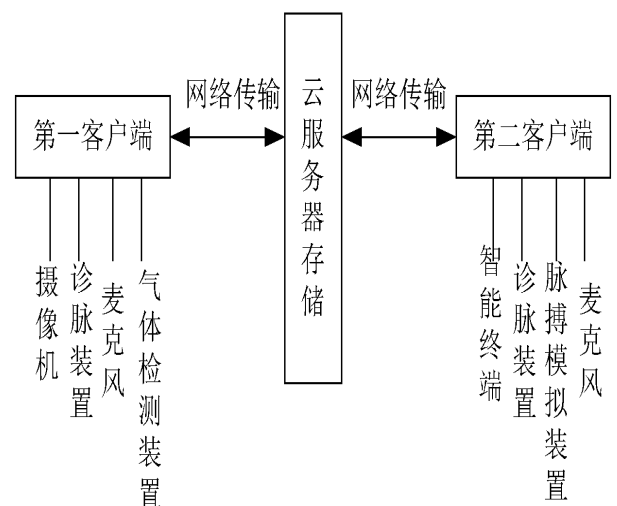 网络传输
网络传输
第一客户端
云服务器存储
第二客户端
摄像机
诊脉装置
麦克风
气体检测装置
智能终端
诊脉装置
脉搏模拟装置
麦克风